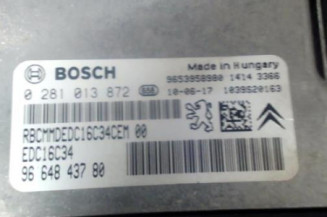 BOSCH
Made in Hungary
9653958980 1414 3366
0 281 013 872 10-06-17 1039S20163
RBCMMDEDC16C34CEM 00
EDC16C34
96 648 437 80